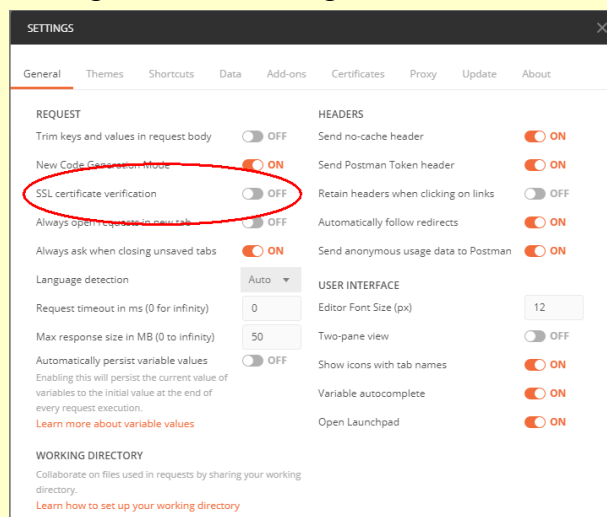 SETTINGS
General Themes Shortcuts Data Add-ons Certificates Proxy Update About
REQUEST
Trim keys and values in request body OFF
New Code Generation Mode ON
SSL certificate verification OFF
Always open requests in new tab OFF
Always ask when closing unsaved tabs ON
Language detection Auto
Request timeout in ms (0 for infinity) 0
Max response size in MB (0 to infinity) 50
Automatically persist variable values OFF
Enabling this will persist the current value of
variables to the initial value at the end of
every request execution.
Learn more about variable values
WORKING DIRECTORY
Collaborate on files used in requests by sharing your working
directory.
Learn how to set up your working directory
HEADERS
Send no-cache header ON
Send Postman Token header ON
Retain headers when clicking on links OFF
Automatically follow redirects ON
Send anonymous usage data to Postman ON
USER INTERFACE
Editor Font Size (px) 12
Two-pane view OFF
Show icons with tab names ON
Variable autocomplete ON
Open Launchpad ON